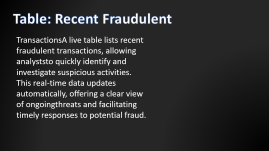 Table: Recent Fraudulent
TransactionsA live table lists recent
fraudulent transactions, allowing
analyststo quickly identify and
investigate suspicious activities.
This real-time data updates
automatically, offering a clear view
of ongoingthreats and facilitating
timely responses to potential fraud.